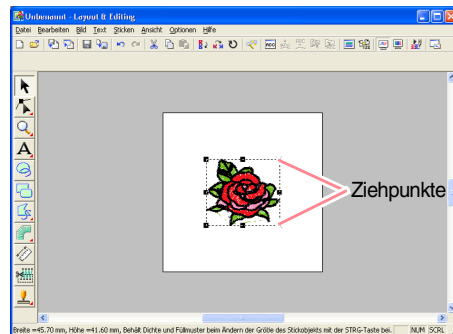 Unbenannt - Layout & Editing
Datei Bearbeiten Bild Text Sticken Ansicht Optionen Hilfe
Ziehpunkte
Breite =45.70 mm, Höhe =41.60 mm, Behält Dichte und Füllmuster beim Ändern der Größe des Stickobjekts mit der STRG-Taste bei. NUM SCRL